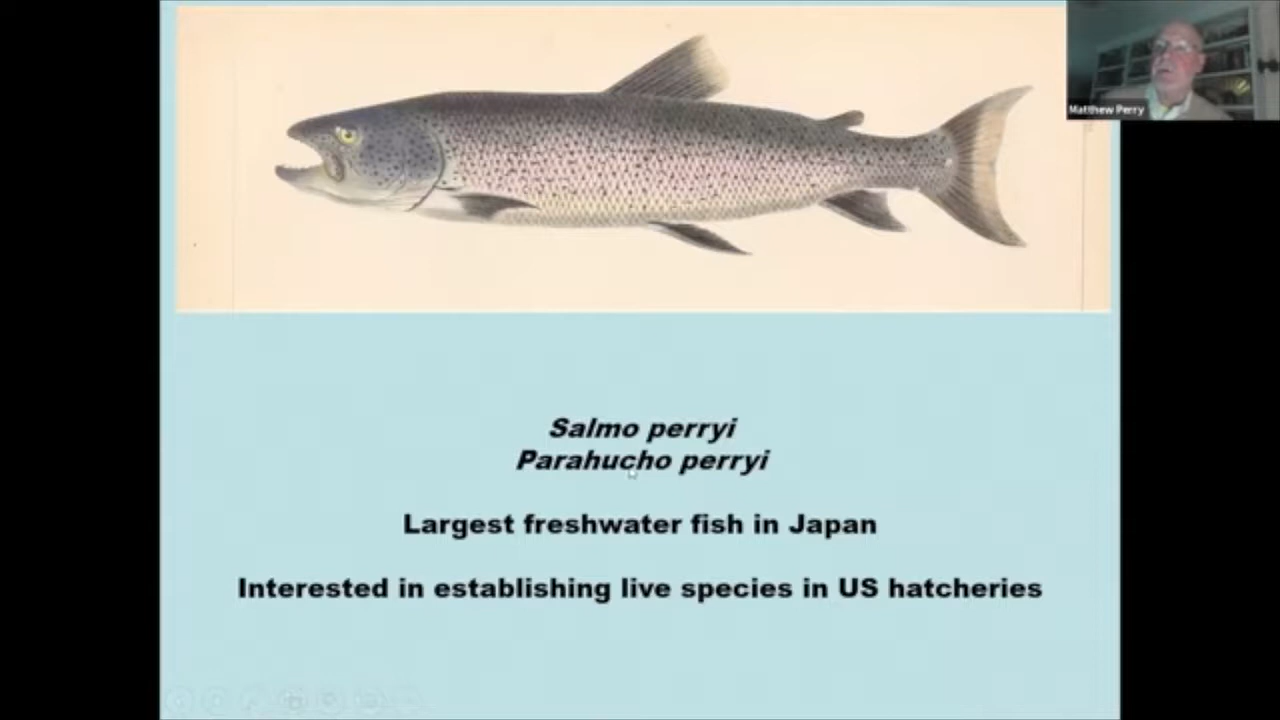 Matthew Perry
Salmo perryi
Parahucho perryi
Largest freshwater fish in Japan
Interested in establishing live species in US hatcheries